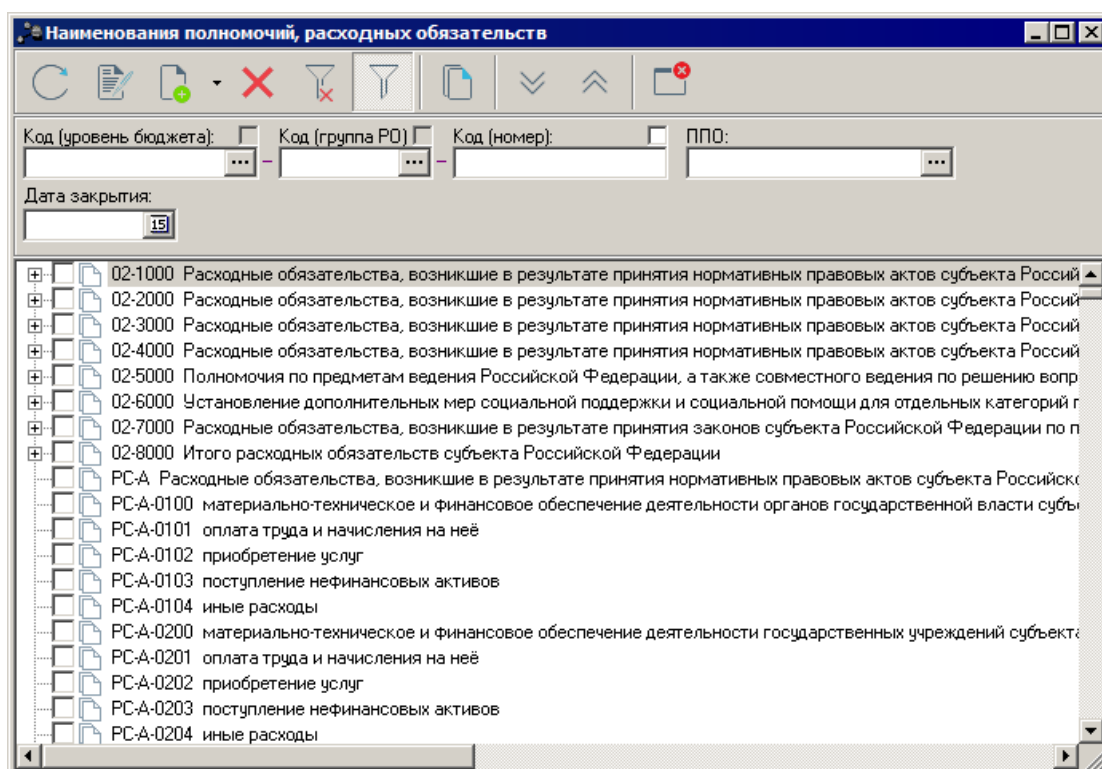 Наименования полномочий, расходных обязательств
Код (уровень бюджета): Код (группа РО) Код (номер): ППО:
... – ... – ...
Дата закрытия:
15
02-1000 Расходные обязательства, возникшие в результате принятия нормативных правовых актов субъекта Россий
02-2000 Расходные обязательства, возникшие в результате принятия нормативных правовых актов субъекта Россий
02-3000 Расходные обязательства, возникшие в результате принятия нормативных правовых актов субъекта Россий
02-4000 Расходные обязательства, возникшие в результате принятия нормативных правовых актов субъекта Россий
02-5000 Полномочия по предметам ведения Российской Федерации, а также совместного ведения по решению вопр
02-6000 Установление дополнительных мер социальной поддержки и социальной помощи для отдельных категорий г
02-7000 Расходные обязательства, возникшие в результате принятия законов субъекта Российской Федерации по п
02-8000 Итого расходных обязательств субъекта Российской Федерации
РС-А Расходные обязательства, возникшие в результате принятия нормативных правовых актов субъекта Российск
РС-А-0100 материально-техническое и финансовое обеспечение деятельности органов государственной власти субъ
РС-А-0101 оплата труда и начисления на неё
РС-А-0102 приобретение услуг
РС-А-0103 поступление нефинансовых активов
РС-А-0104 иные расходы
РС-А-0200 материально-техническое и финансовое обеспечение деятельности государственных учреждений субъект
РС-А-0201 оплата труда и начисления на неё
РС-А-0202 приобретение услуг
РС-А-0203 поступление нефинансовых активов
РС-А-0204 иные расходы